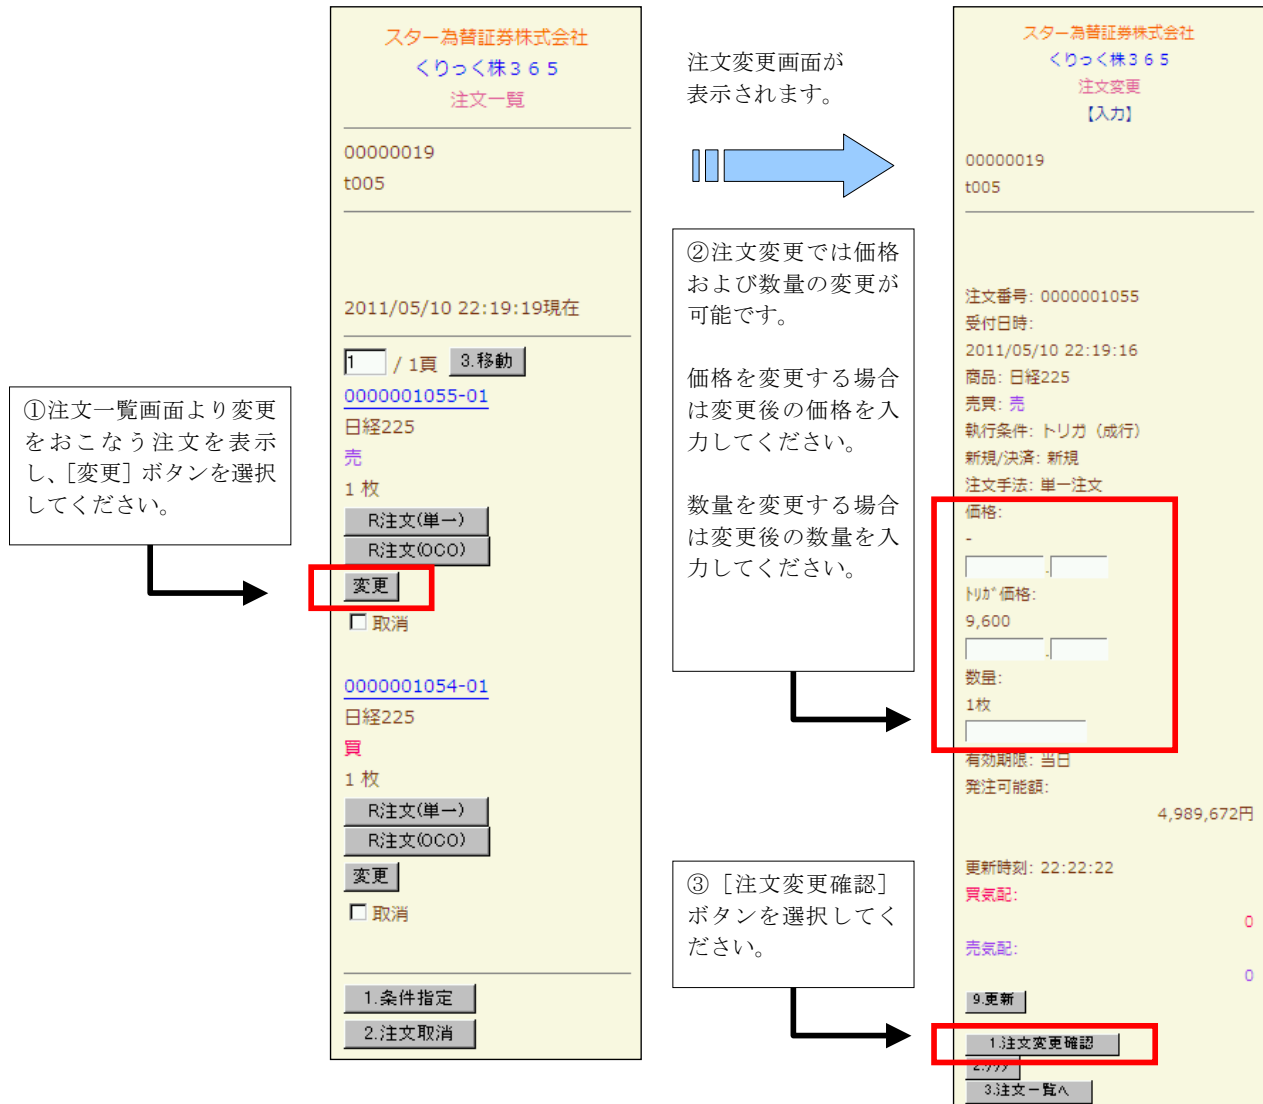 スター為替証券株式会社
くりっく株３６５
注文一覧
00000019
t005
2011/05/10 22:19:19現在
1 / 1頁 3.移動
0000001055-01
日経225
売
1 枚
R注文(単一)
R注文(OCO)
変更
取消
0000001054-01
日経225
買
1 枚
R注文(単一)
R注文(OCO)
変更
取消
1.条件指定
2.注文取消
①注文一覧画面より変更
をおこなう注文を表示
し、［変更］ボタンを選択
してください。
注文変更画面が
表示されます。
②注文変更では価格
および数量の変更が
可能です。
価格を変更する場合
は変更後の価格を入
力してください。
数量を変更する場合
は変更後の数量を入
力してください。
③［注文変更確認］
ボタンを選択してく
ださい。
スター為替証券株式会社
くりっく株３６５
注文変更
【入力】
00000019
t005
注文番号: 0000001055
受付日時:
2011/05/10 22:19:16
商品: 日経225
売買: 売
執行条件: トリガ（成行）
新規/決済: 新規
注文手法: 単一注文
価格:
-
.
ﾄﾘｶﾞ価格:
9,600
.
数量:
1枚
有効期限: 当日
発注可能額:
4,989,672円
更新時刻: 22:22:22
買気配:
0
売気配:
0
9.更新
1.注文変更確認
2.ｸﾘｱ
3.注文一覧へ